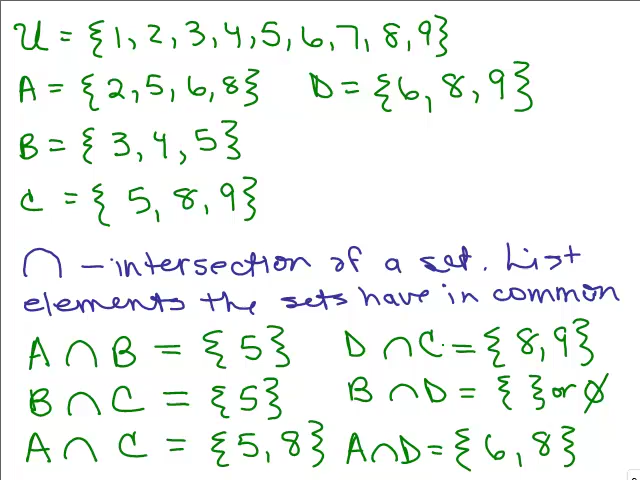 U = {1, 2, 3, 4, 5, 6, 7, 8, 9}
A = {2, 5, 6, 8} D = {6, 8, 9}
B = {3, 4, 5}
C = {5, 8, 9}
∩ – intersection of a set. List
elements the sets have in common
A ∩ B = {5} D ∩ C = {8, 9}
B ∩ C = {5} B ∩ D = { } or ∅
A ∩ C = {5, 8} A ∩ D = {6, 8}